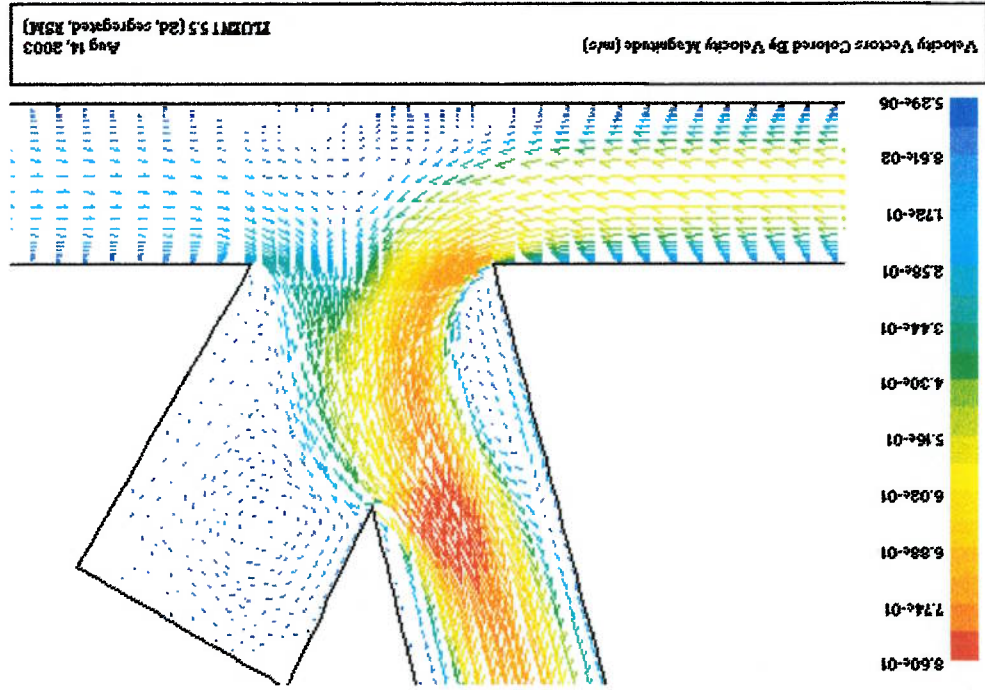 8.60e-01
7.74e-01
6.88e-01
6.02e-01
5.16e-01
4.30e-01
3.44e-01
2.58e-01
1.72e-01
8.61e-02
5.29e-06
Velocity Vectors Colored By Velocity Magnitude (m/s)
Aug 14, 2003
FLUENT 5.5 (2d, segregated, RSM)